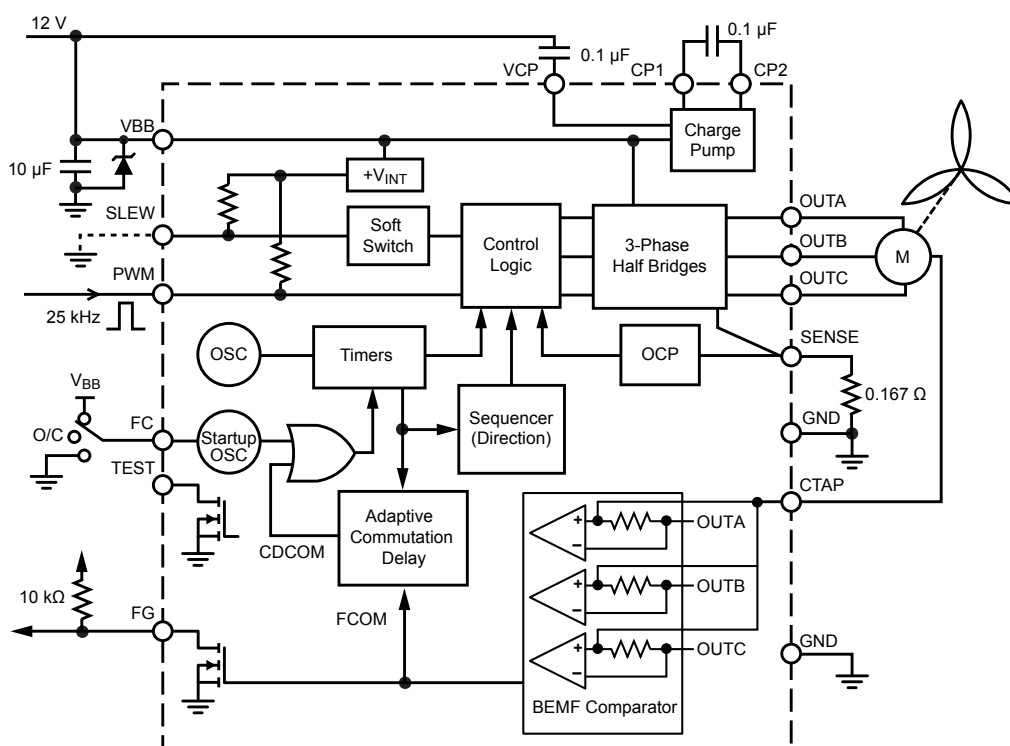 12 V
0.1 µF
0.1 µF
VCP
CP1
CP2
Charge
Pump
VBB
10 µF
+VINT
SLEW
Soft
Switch
Control
Logic
3-Phase
Half Bridges
OUTA
OUTB
OUTC
M
PWM
25 kHz
OSC
Timers
OCP
SENSE
0.167 Ω
VBB
FC
O/C
Startup
OSC
Sequencer
(Direction)
GND
TEST
CTAP
CDCOM
Adaptive
Commutation
Delay
+
–
OUTA
+
–
OUTB
+
–
OUTC
BEMF Comparator
10 kΩ
FG
FCOM
GND